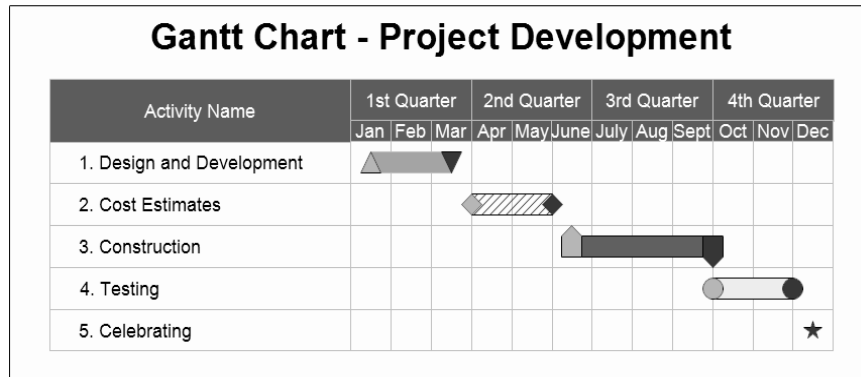 Gantt Chart - Project Development
Activity Name
1st Quarter 2nd Quarter 3rd Quarter 4th Quarter
Jan Feb Mar Apr May June July Aug Sept Oct Nov Dec
1. Design and Development
2. Cost Estimates
3. Construction
4. Testing
5. Celebrating